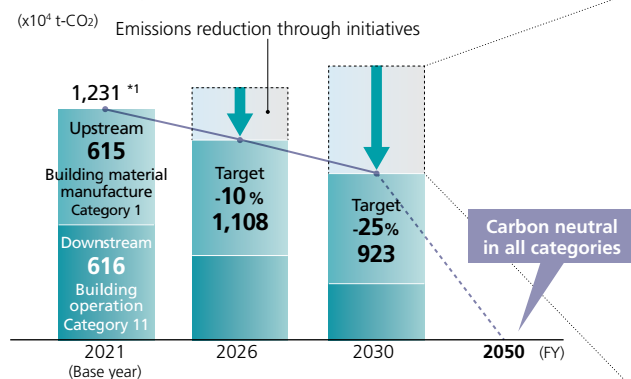 (x10⁴ t-CO₂)
Emissions reduction through initiatives
1,231 *1
Upstream
615
Building material
manufacture
Category 1
Downstream
616
Building
operation
Category 11
Target
-10 %
1,108
Target
-25%
923
Carbon neutral
in all categories
2021
(Base year)
2026
2030
2050 (FY)